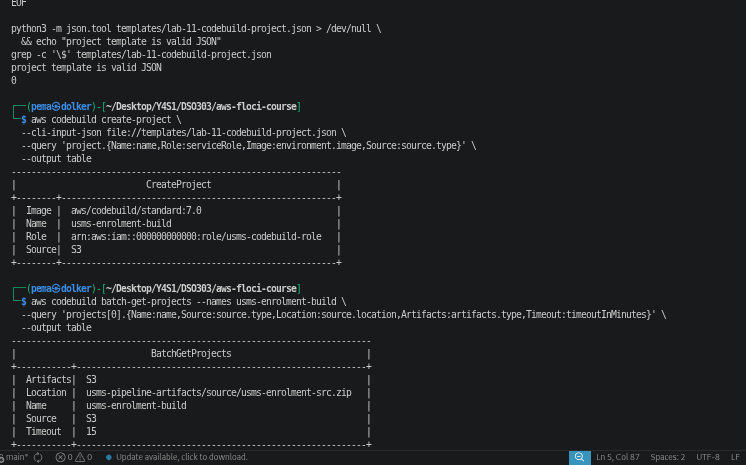 EOF

python3 -m json.tool templates/lab-11-codebuild-project.json > /dev/null \
  && echo "project template is valid JSON"
grep -c '\$' templates/lab-11-codebuild-project.json
project template is valid JSON
0

┌──(pema㉿dolker)-[~/Desktop/Y4S1/DSO303/aws-floci-course]
└─$ aws codebuild create-project \
  --cli-input-json file://templates/lab-11-codebuild-project.json \
  --query 'project.{Name:name,Role:serviceRole,Image:environment.image,Source:source.type}' \
  --output table
------------------------------------------------------------------
|                          CreateProject                         |
+--------+-------------------------------------------------------+
|  Image |  aws/codebuild/standard:7.0                           |
|  Name  |  usms-enrolment-build                                 |
|  Role  |  arn:aws:iam::000000000000:role/usms-codebuild-role   |
|  Source|  S3                                                   |
+--------+-------------------------------------------------------+

┌──(pema㉿dolker)-[~/Desktop/Y4S1/DSO303/aws-floci-course]
└─$ aws codebuild batch-get-projects --names usms-enrolment-build \
  --query 'projects[0].{Name:name,Source:source.type,Location:source.location,Artifacts:artifacts.type,Timeout:timeoutInMinutes}' \
  --output table
------------------------------------------------------------------------
|                           BatchGetProjects                           |
+-----------+----------------------------------------------------------+
|  Artifacts|  S3                                                      |
|  Location |  usms-pipeline-artifacts/source/usms-enrolment-src.zip   |
|  Name     |  usms-enrolment-build                                    |
|  Source   |  S3                                                      |
|  Timeout  |  15                                                      |
+-----------+----------------------------------------------------------+
main* 0 0 Update available, click to download. Ln 5, Col 87 Spaces: 2 UTF-8 LF